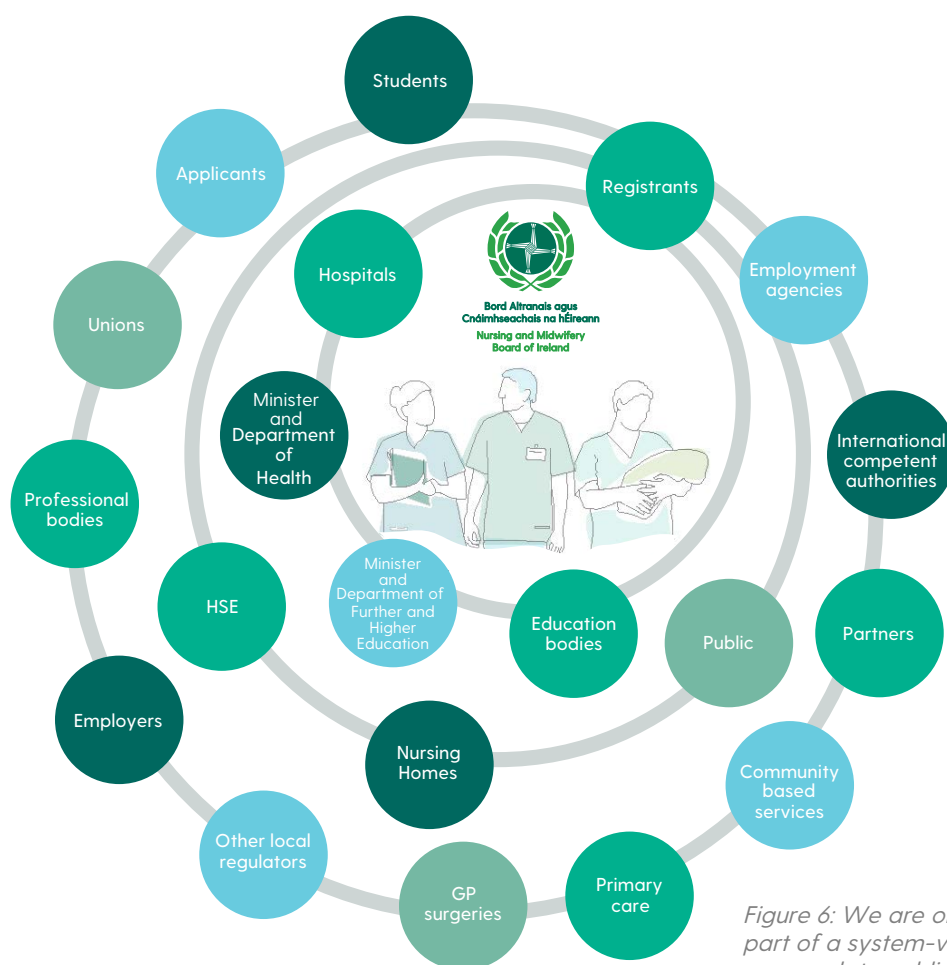 Students
Applicants
Registrants
Hospitals
Employment
agencies
Unions
Bord Altranais agus
Cnáimhseachais na hÉireann
Nursing and Midwifery
Board of Ireland
Minister
and
Department
of
Health
International
competent
authorities
Professional
bodies
HSE
Minister
and
Department of
Further and
Higher
Education
Education
bodies
Public
Partners
Employers
Nursing
Homes
Community
based
services
Other local
regulators
GP
surgeries
Primary
care
Figure 6: We are
part of a